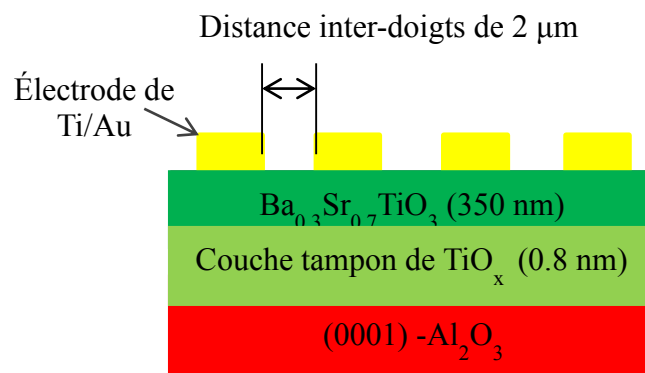 Distance inter-doigts de 2 μm
Électrode de
Ti/Au
Ba₀.₃Sr₀.₇TiO₃ (350 nm)
Couche tampon de TiOₓ (0.8 nm)
(0001) -Al₂O₃